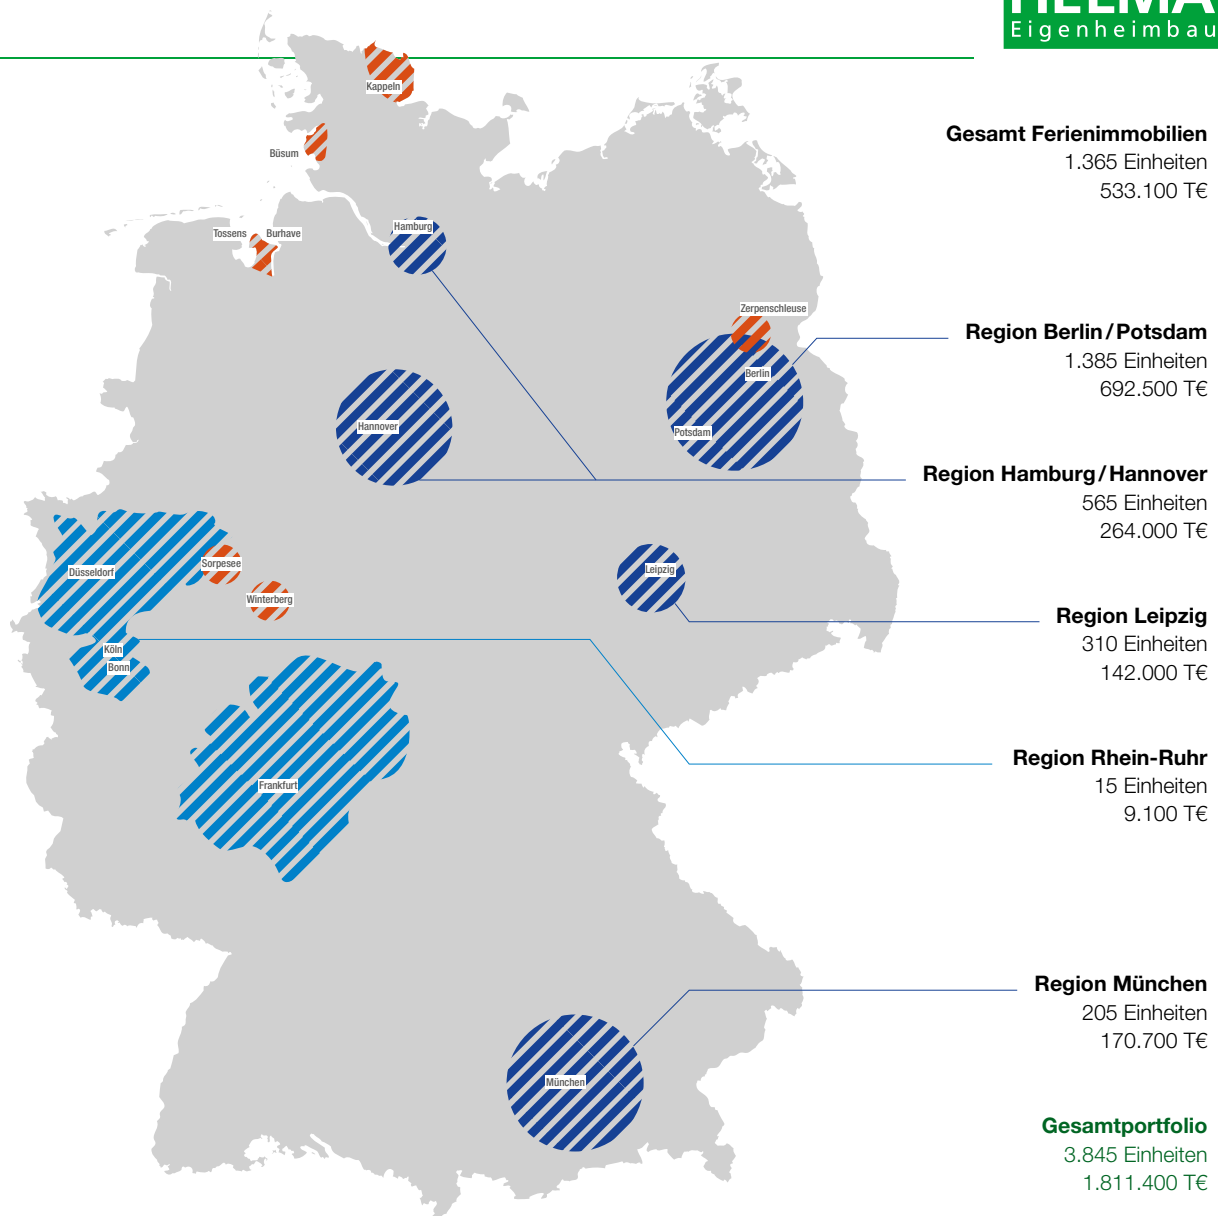 HELMA
Eigenheimbau
Kappeln
Büsum
Tossens
Burhave
Hamburg
Zerpenschleuse
Berlin
Potsdam
Hannover
Düsseldorf
Sorpesee
Winterberg
Leipzig
Köln
Bonn
Frankfurt
München
Gesamt Ferienimmobilien
1.365 Einheiten
533.100 T€
Region Berlin/Potsdam
1.385 Einheiten
692.500 T€
Region Hamburg/Hannover
565 Einheiten
264.000 T€
Region Leipzig
310 Einheiten
142.000 T€
Region Rhein-Ruhr
15 Einheiten
9.100 T€
Region München
205 Einheiten
170.700 T€
Gesamtportfolio
3.845 Einheiten
1.811.400 T€